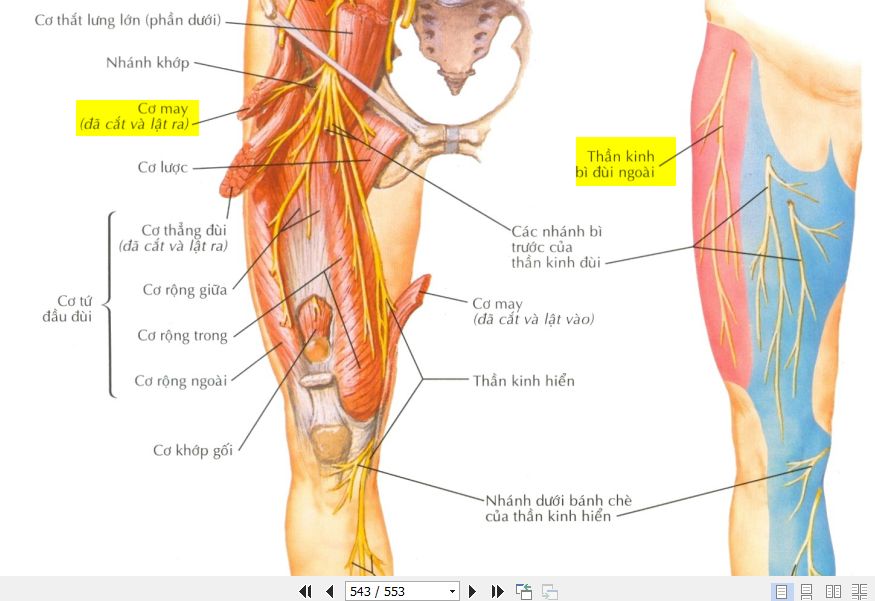 Cơ thắt lưng lớn (phần dưới)
Nhánh khớp
Cơ may
(đã cắt và lật ra)
Cơ lược
Cơ thẳng đùi
(đã cắt và lật ra)
Cơ rộng giữa
Cơ tứ
đầu đùi
Cơ rộng trong
Cơ rộng ngoài
Cơ khớp gối
Thần kinh
bì đùi ngoài
Các nhánh bì
trước của
thần kinh đùi
Cơ may
(đã cắt và lật vào)
Thần kinh hiển
Nhánh dưới bánh chè
của thần kinh hiển
543 / 553